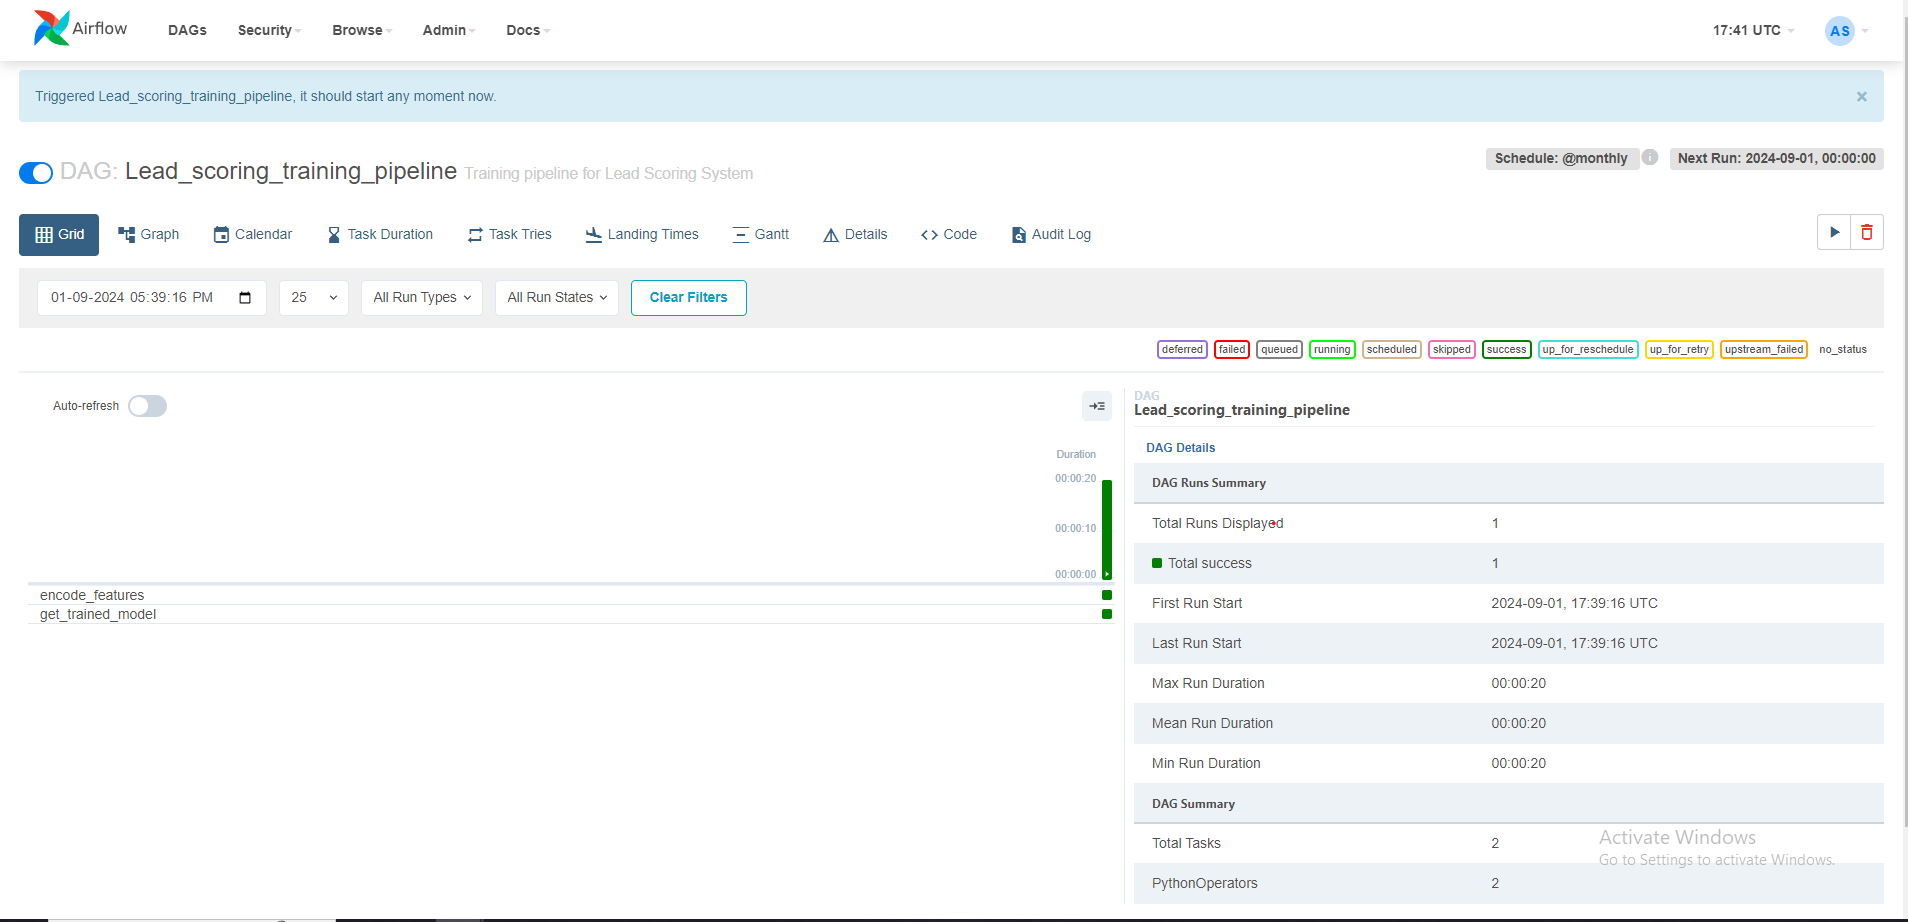 Airflow DAGs Security Browse Admin Docs 17:41 UTC AS
Triggered Lead_scoring_training_pipeline, it should start any moment now. ×
DAG: Lead_scoring_training_pipeline Training pipeline for Lead Scoring System Schedule: @monthly i Next Run: 2024-09-01, 00:00:00
Grid Graph Calendar Task Duration Task Tries Landing Times Gantt Details <> Code Audit Log
01-09-2024 05:39:16 PM 25 All Run Types All Run States Clear Filters
deferred failed queued running scheduled skipped success up_for_reschedule up_for_retry upstream_failed no_status
Auto-refresh
Duration
00:00:20
00:00:10
00:00:00
encode_features
get_trained_model
DAG
Lead_scoring_training_pipeline
DAG Details
DAG Runs Summary
Total Runs Displayed 1
Total success 1
First Run Start 2024-09-01, 17:39:16 UTC
Last Run Start 2024-09-01, 17:39:16 UTC
Max Run Duration 00:00:20
Mean Run Duration 00:00:20
Min Run Duration 00:00:20
DAG Summary
Total Tasks 2
PythonOperators 2
Activate Windows
Go to Settings to activate Windows.